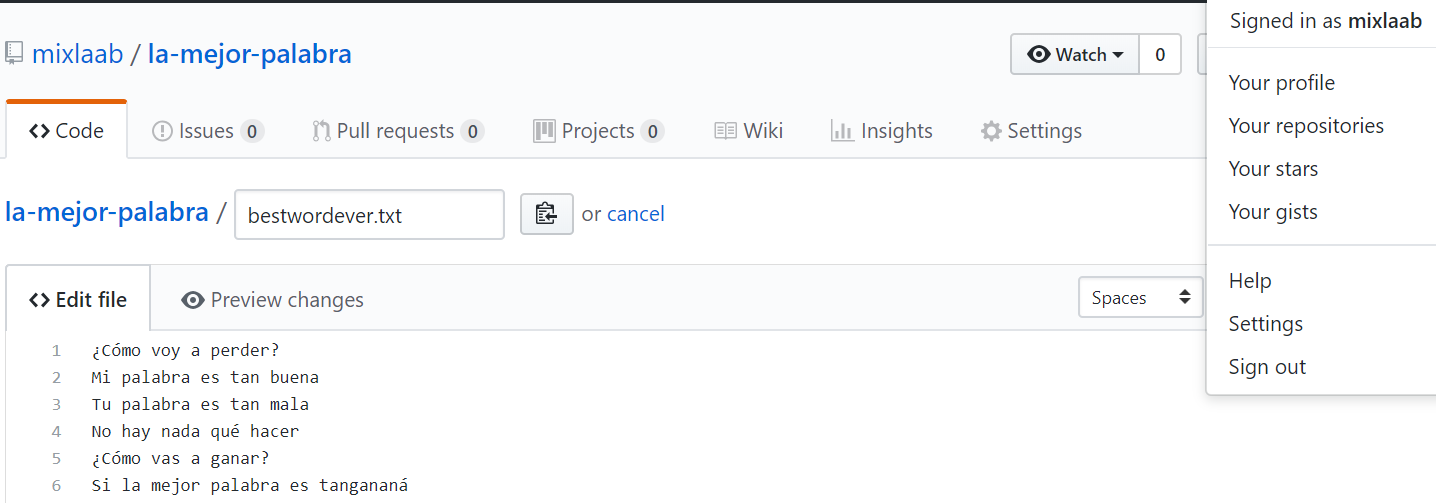 Signed in as mixlaab
mixlaab / la-mejor-palabra
Watch 0
Your profile
Your repositories
Your stars
Your gists
Help
Settings
Sign out
Code
Issues 0
Pull requests 0
Projects 0
Wiki
Insights
Settings
la-mejor-palabra / bestwordever.txt or cancel
Edit file
Preview changes
Spaces
1 ¿Cómo voy a perder?
2 Mi palabra es tan buena
3 Tu palabra es tan mala
4 No hay nada qué hacer
5 ¿Cómo vas a ganar?
6 Si la mejor palabra es tangananá